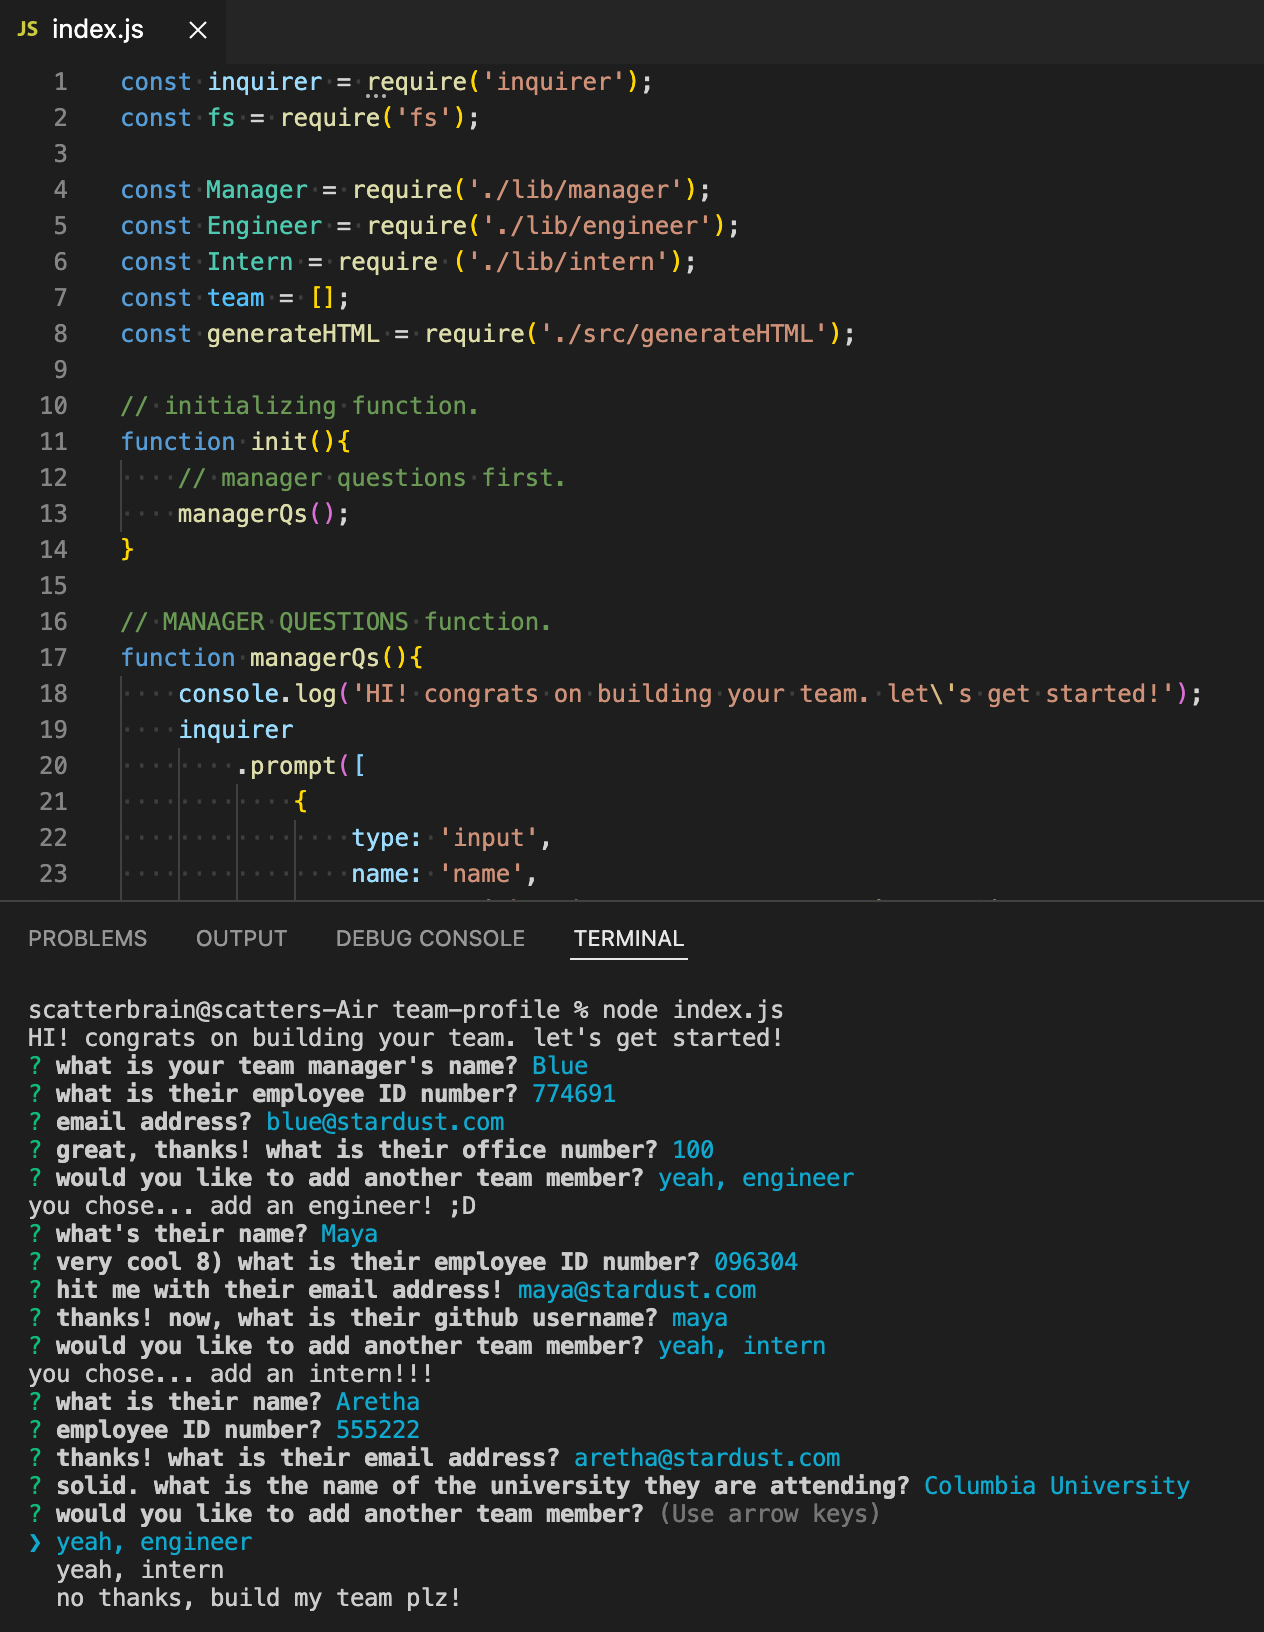 JS index.js ×
1 const inquirer = require('inquirer');
2 const fs = require('fs');
3
4 const Manager = require('./lib/manager');
5 const Engineer = require('./lib/engineer');
6 const Intern = require ('./lib/intern');
7 const team = [];
8 const generateHTML = require('./src/generateHTML');
9
10 // initializing function.
11 function init(){
12 // manager questions first.
13 managerQs();
14 }
15
16 // MANAGER QUESTIONS function.
17 function managerQs(){
18 console.log('HI! congrats on building your team. let\'s get started!');
19 inquirer
20 .prompt([
21 {
22 type: 'input',
23 name: 'name',
PROBLEMS OUTPUT DEBUG CONSOLE TERMINAL
scatterbrain@scatters-Air team-profile % node index.js
HI! congrats on building your team. let's get started!
? what is your team manager's name? Blue
? what is their employee ID number? 774691
? email address? blue@stardust.com
? great, thanks! what is their office number? 100
? would you like to add another team member? yeah, engineer
you chose... add an engineer! ;D
? what's their name? Maya
? very cool 8) what is their employee ID number? 096304
? hit me with their email address! maya@stardust.com
? thanks! now, what is their github username? maya
? would you like to add another team member? yeah, intern
you chose... add an intern!!!
? what is their name? Aretha
? employee ID number? 555222
? thanks! what is their email address? aretha@stardust.com
? solid. what is the name of the university they are attending? Columbia University
? would you like to add another team member? (Use arrow keys)
❯ yeah, engineer
yeah, intern
no thanks, build my team plz!